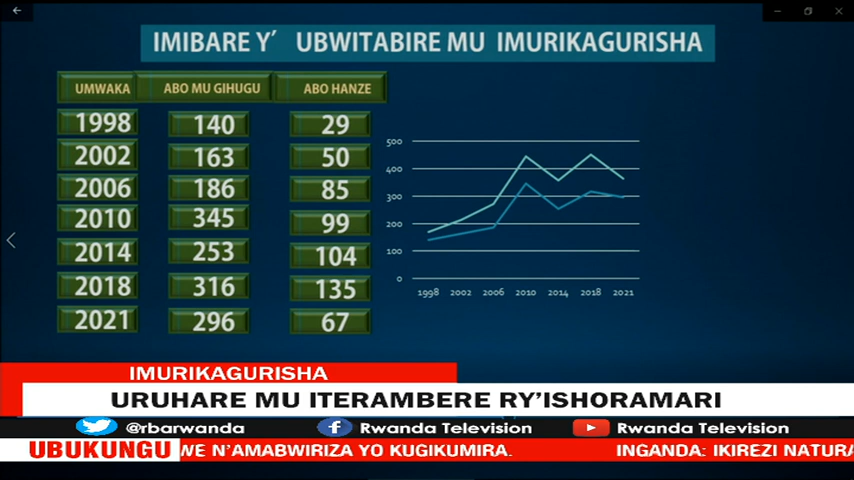 IMIBARE Y' UBWITABIRE MU IMURIKAGURISHA
UMWAKA ABO MU GIHUGU ABO HANZE
1998 140 29
2002 163 50
2006 186 85
2010 345 99
2014 253 104
2018 316 135
2021 296 67
500
400
300
200
100
0
1998 2002 2006 2010 2014 2018 2021
IMURIKAGURISHA
URUHARE MU ITERAMBERE RY'ISHORAMARI
@rbarwanda Rwanda Television Rwanda Television
UBUKUNGU WE N'AMABWIRIZA YO KUGIKUMIRA. INGANDA: IKIREZI NATURA